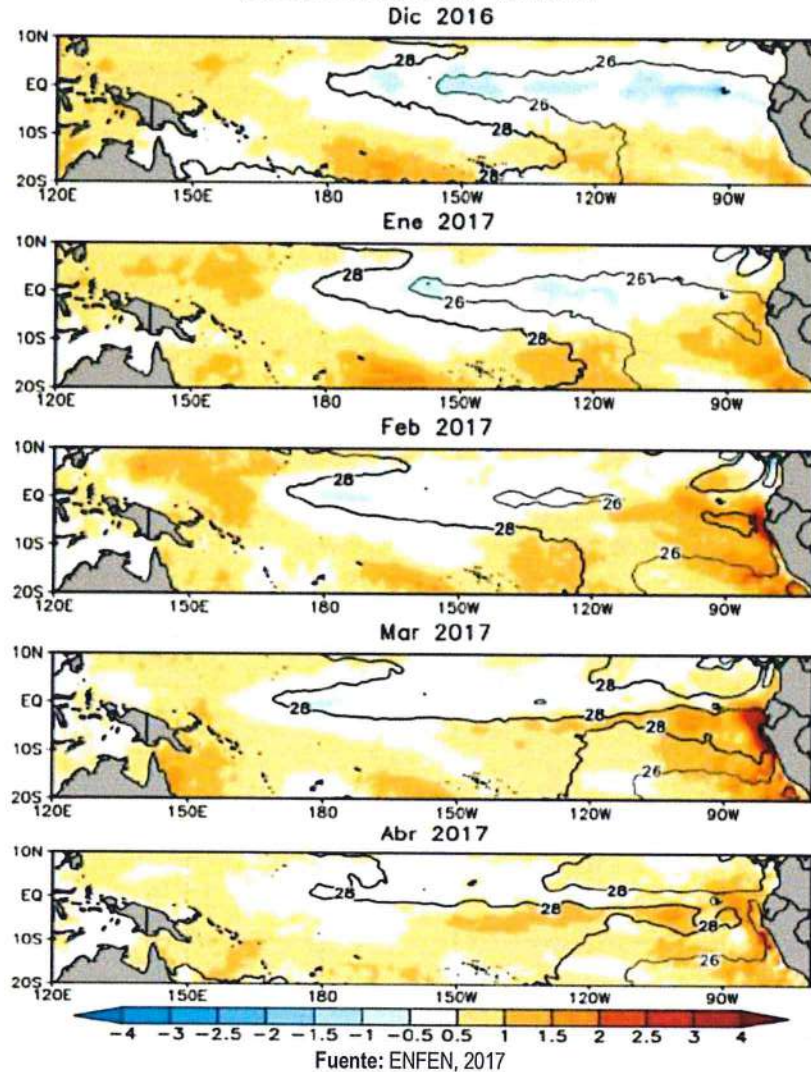 Dic 2016
10N
EQ
10S
20S
28
26
26
28
28
120E 150E 180 150W 120W 90W
Ene 2017
10N
EQ
10S
20S
28
26
26
28
120E 150E 180 150W 120W 90W
Feb 2017
10N
EQ
10S
20S
28
26
28
26
120E 150E 180 150W 120W 90W
Mar 2017
10N
EQ
10S
20S
28
28
28
28
26
120E 150E 180 150W 120W 90W
Abr 2017
10N
EQ
10S
20S
28
28
28
28
26
120E 150E 180 150W 120W 90W
-4 -3 -2.5 -2 -1.5 -1 -0.5 0.5 1 1.5 2 2.5 3 4
Fuente: ENFEN, 2017